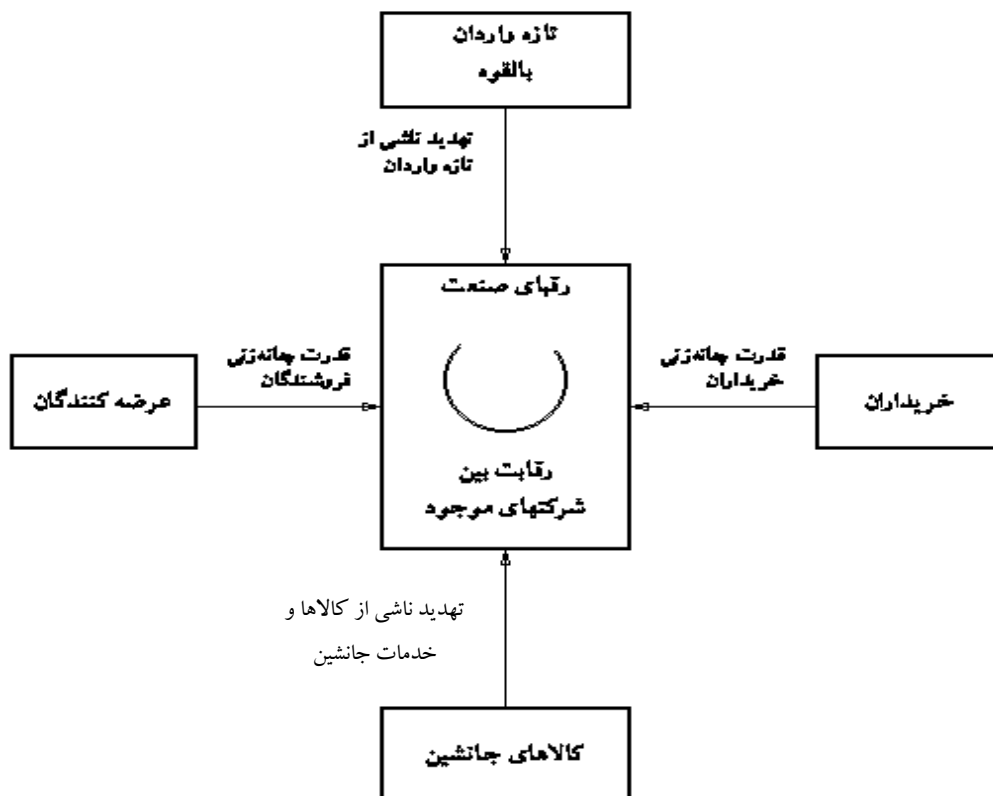 تازه واردان
بالقوه
تهدید ناشی از
تازه واردان
رقبای صنعت
قدرت چانه‌زنی
خریداران
خریداران
قدرت چانه‌زنی
فروشندگان
عرضه کنندگان
رقابت بین
شرکتهای موجود
تهدید ناشی از کالاها و
خدمات جانشین
کالاهای جانشین